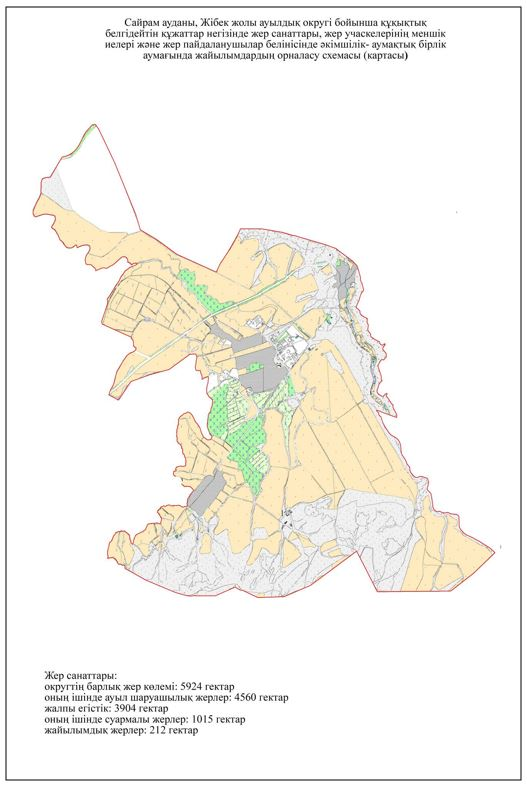 Сайрам ауданы, Жібек жолы ауылдық округі бойынша құқықтық
белгідейтін құжаттар негізінде жер санаттары, жер учаскелерінің меншік
иелері және жер пайдаланушылар белінісінде әкімшілік- аумақтық бірлік
аумағында жайылымдардың орналасу схемасы (картасы)
Жер санаттары:
округтің барлық жер көлемі: 5924 гектар
оның ішінде ауыл шаруашылық жерлер: 4560 гектар
жалпы егістік: 3904 гектар
оның ішінде суармалы жерлер: 1015 гектар
жайылымдық жерлер: 212 гектар